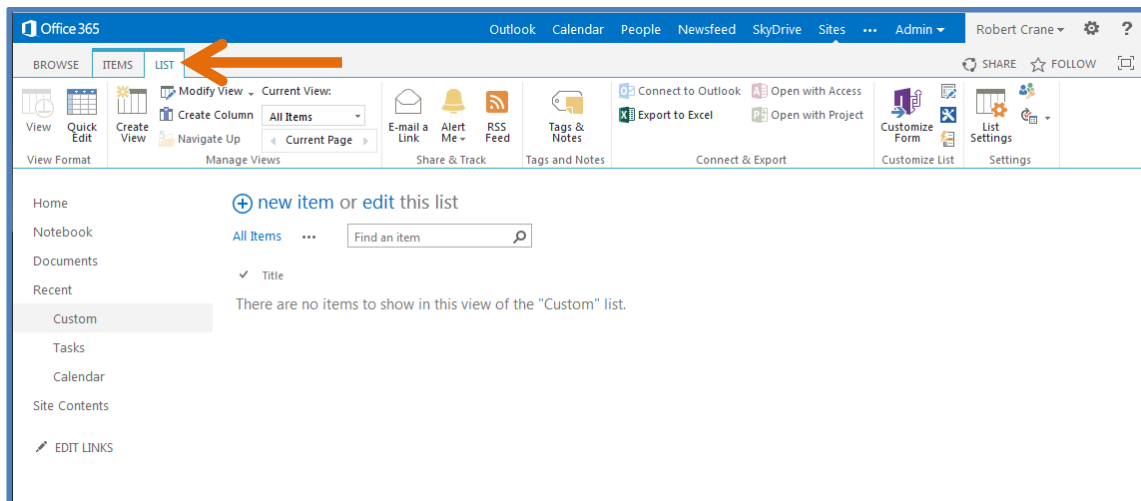 Office 365
Outlook Calendar People Newsfeed SkyDrive Sites ••• Admin Robert Crane ?
BROWSE ITEMS LIST SHARE FOLLOW
View
Quick Edit
View Format
Create View
Modify View
Create Column
Navigate Up
Current View:
All Items
Current Page
Manage Views
E-mail a Link
Alert Me
RSS Feed
Share & Track
Tags & Notes
Tags and Notes
Connect to Outlook
Export to Excel
Open with Access
Open with Project
Connect & Export
Customize Form
Customize List
List Settings
Settings
Home
Notebook
Documents
Recent
Custom
Tasks
Calendar
Site Contents
EDIT LINKS
new item or edit this list
All Items ••• Find an item
Title
There are no items to show in this view of the "Custom" list.